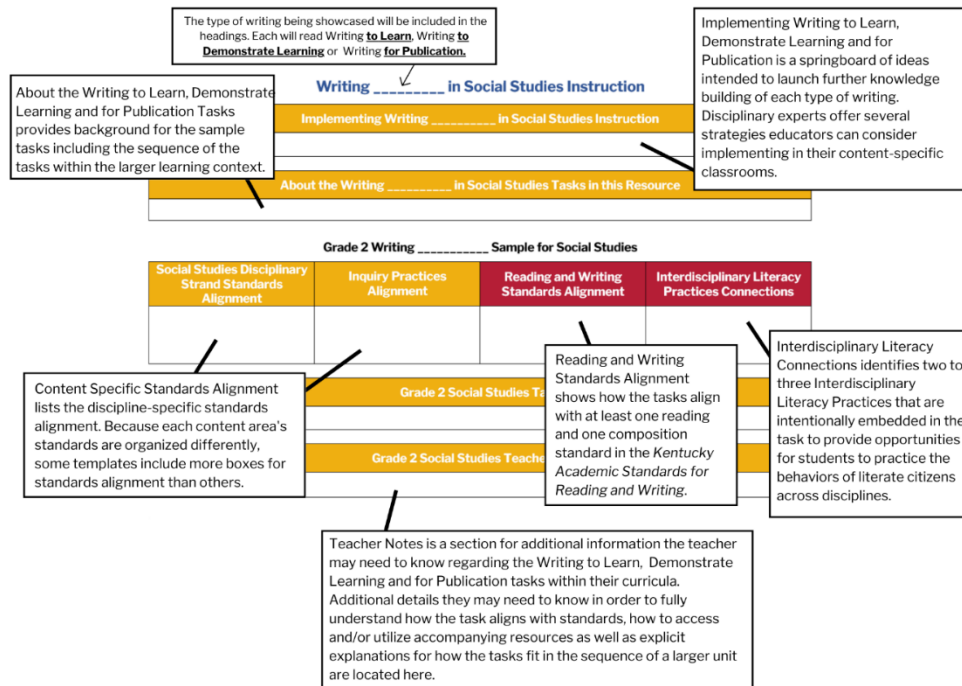 The type of writing being showcased will be included in the
headings. Each will read Writing to Learn, Writing to
Demonstrate Learning or Writing for Publication.
Implementing Writing to Learn,
Demonstrate Learning and for
Publication is a springboard of ideas
intended to launch further knowledge
building of each type of writing.
Disciplinary experts offer several
strategies educators can consider
implementing in their content-specific
classrooms.
About the Writing to Learn, Demonstrate
Learning and for Publication Tasks
provides background for the sample
tasks including the sequence of the
tasks within the larger learning context.
Writing _________ in Social Studies Instruction
Implementing Writing __________ in Social Studies Instruction
About the Writing __________ in Social Studies Tasks in this Resource
Grade 2 Writing ___________ Sample for Social Studies
Social Studies Disciplinary
Strand Standards
Alignment
Inquiry Practices
Alignment
Reading and Writing
Standards Alignment
Interdisciplinary Literacy
Practices Connections
Content Specific Standards Alignment
lists the discipline-specific standards
alignment. Because each content area's
standards are organized differently,
some templates include more boxes for
standards alignment than others.
Grade 2 Social Studies
Grade 2 Social Studies
Reading and Writing
Standards Alignment
shows how the tasks align
with at least one reading
and one composition
standard in the Kentucky
Academic Standards for
Reading and Writing.
Interdisciplinary Literacy
Connections identifies two to
three Interdisciplinary
Literacy Practices that are
intentionally embedded in the
task to provide opportunities
for students to practice the
behaviors of literate citizens
across disciplines.
Teacher Notes is a section for additional information the teacher
may need to know regarding the Writing to Learn, Demonstrate
Learning and for Publication tasks within their curricula.
Additional details they may need to know in order to fully
understand how the task aligns with standards, how to access
and/or utilize accompanying resources as well as explicit
explanations for how the tasks fit in the sequence of a larger unit
are located here.